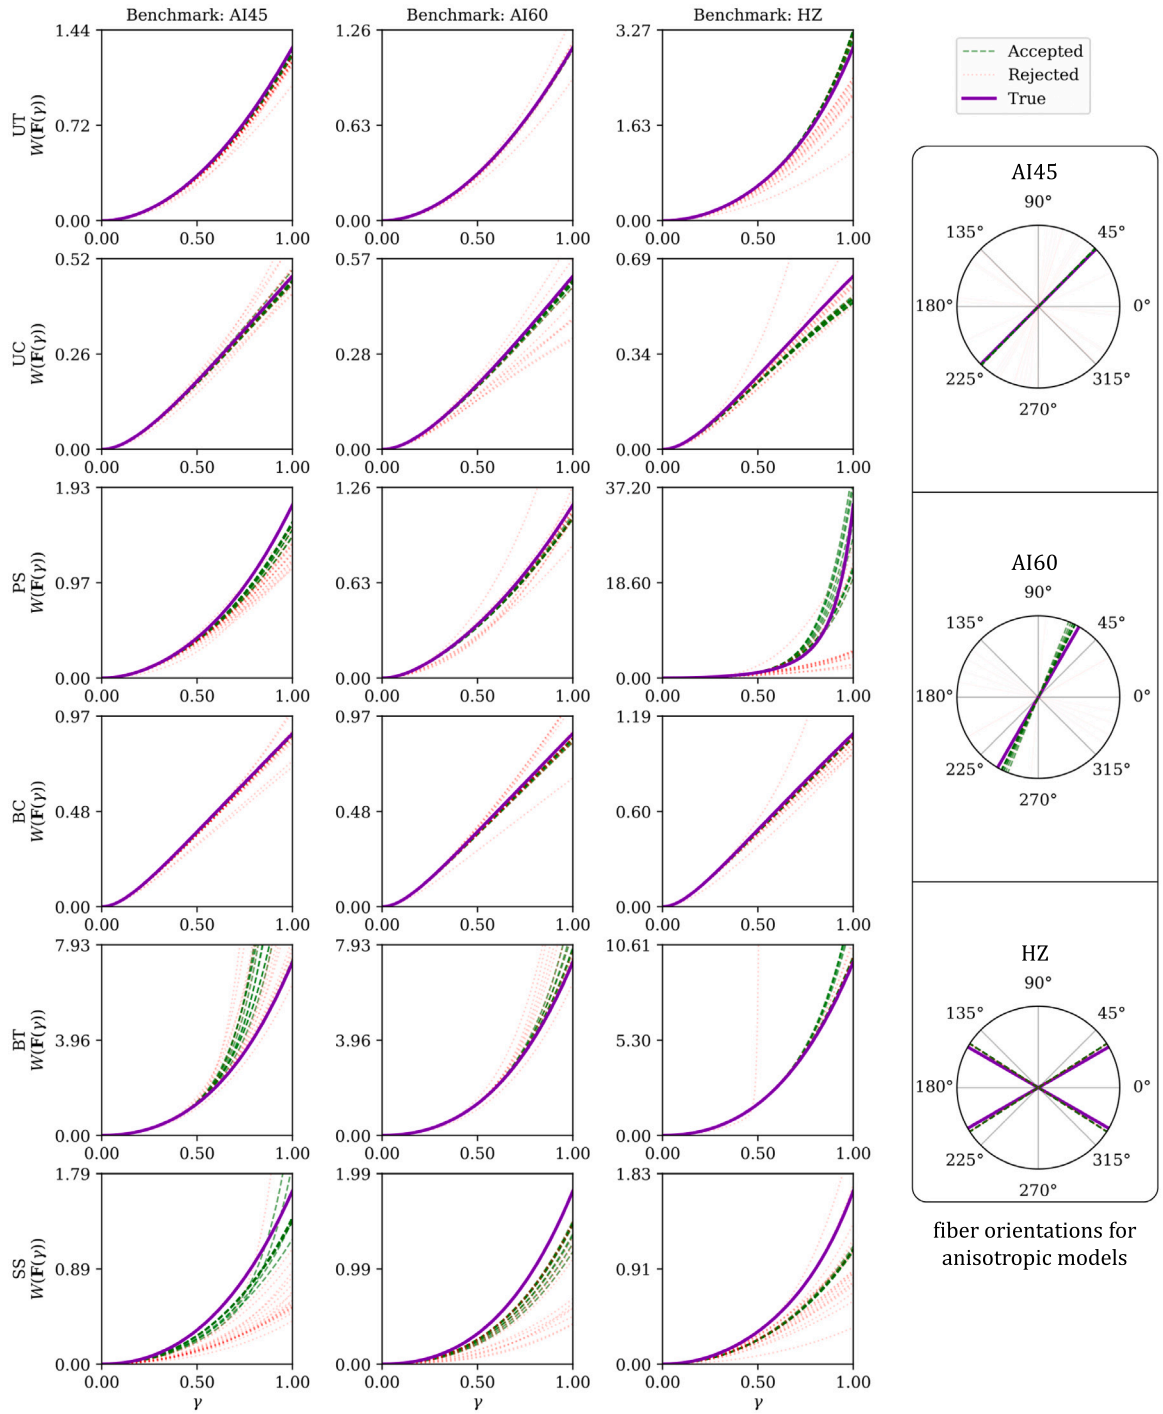 Benchmark: AI45
Benchmark: AI60
Benchmark: HZ
Accepted
Rejected
True
UT
W(F(γ))
1.44
0.72
0.00
0.00 0.50 1.00
1.26
0.63
0.00
0.00 0.50 1.00
3.27
1.63
0.00
0.00 0.50 1.00
UC
W(F(γ))
0.52
0.26
0.00
0.00 0.50 1.00
0.57
0.28
0.00
0.00 0.50 1.00
0.69
0.34
0.00
0.00 0.50 1.00
PS
W(F(γ))
1.93
0.97
0.00
0.00 0.50 1.00
1.26
0.63
0.00
0.00 0.50 1.00
37.20
18.60
0.00
0.00 0.50 1.00
BC
W(F(γ))
0.97
0.48
0.00
0.00 0.50 1.00
0.97
0.48
0.00
0.00 0.50 1.00
1.19
0.60
0.00
0.00 0.50 1.00
BT
W(F(γ))
7.93
3.96
0.00
0.00 0.50 1.00
7.93
3.96
0.00
0.00 0.50 1.00
10.61
5.30
0.00
0.00 0.50 1.00
SS
W(F(γ))
1.79
0.89
0.00
0.00 0.50 1.00
γ
1.99
0.99
0.00
0.00 0.50 1.00
γ
1.83
0.91
0.00
0.00 0.50 1.00
γ
AI45
90°
135° 45°
180° 0°
225° 315°
270°
AI60
90°
135° 45°
180° 0°
225° 315°
270°
HZ
90°
135° 45°
180° 0°
225° 315°
270°
fiber orientations for
anisotropic models